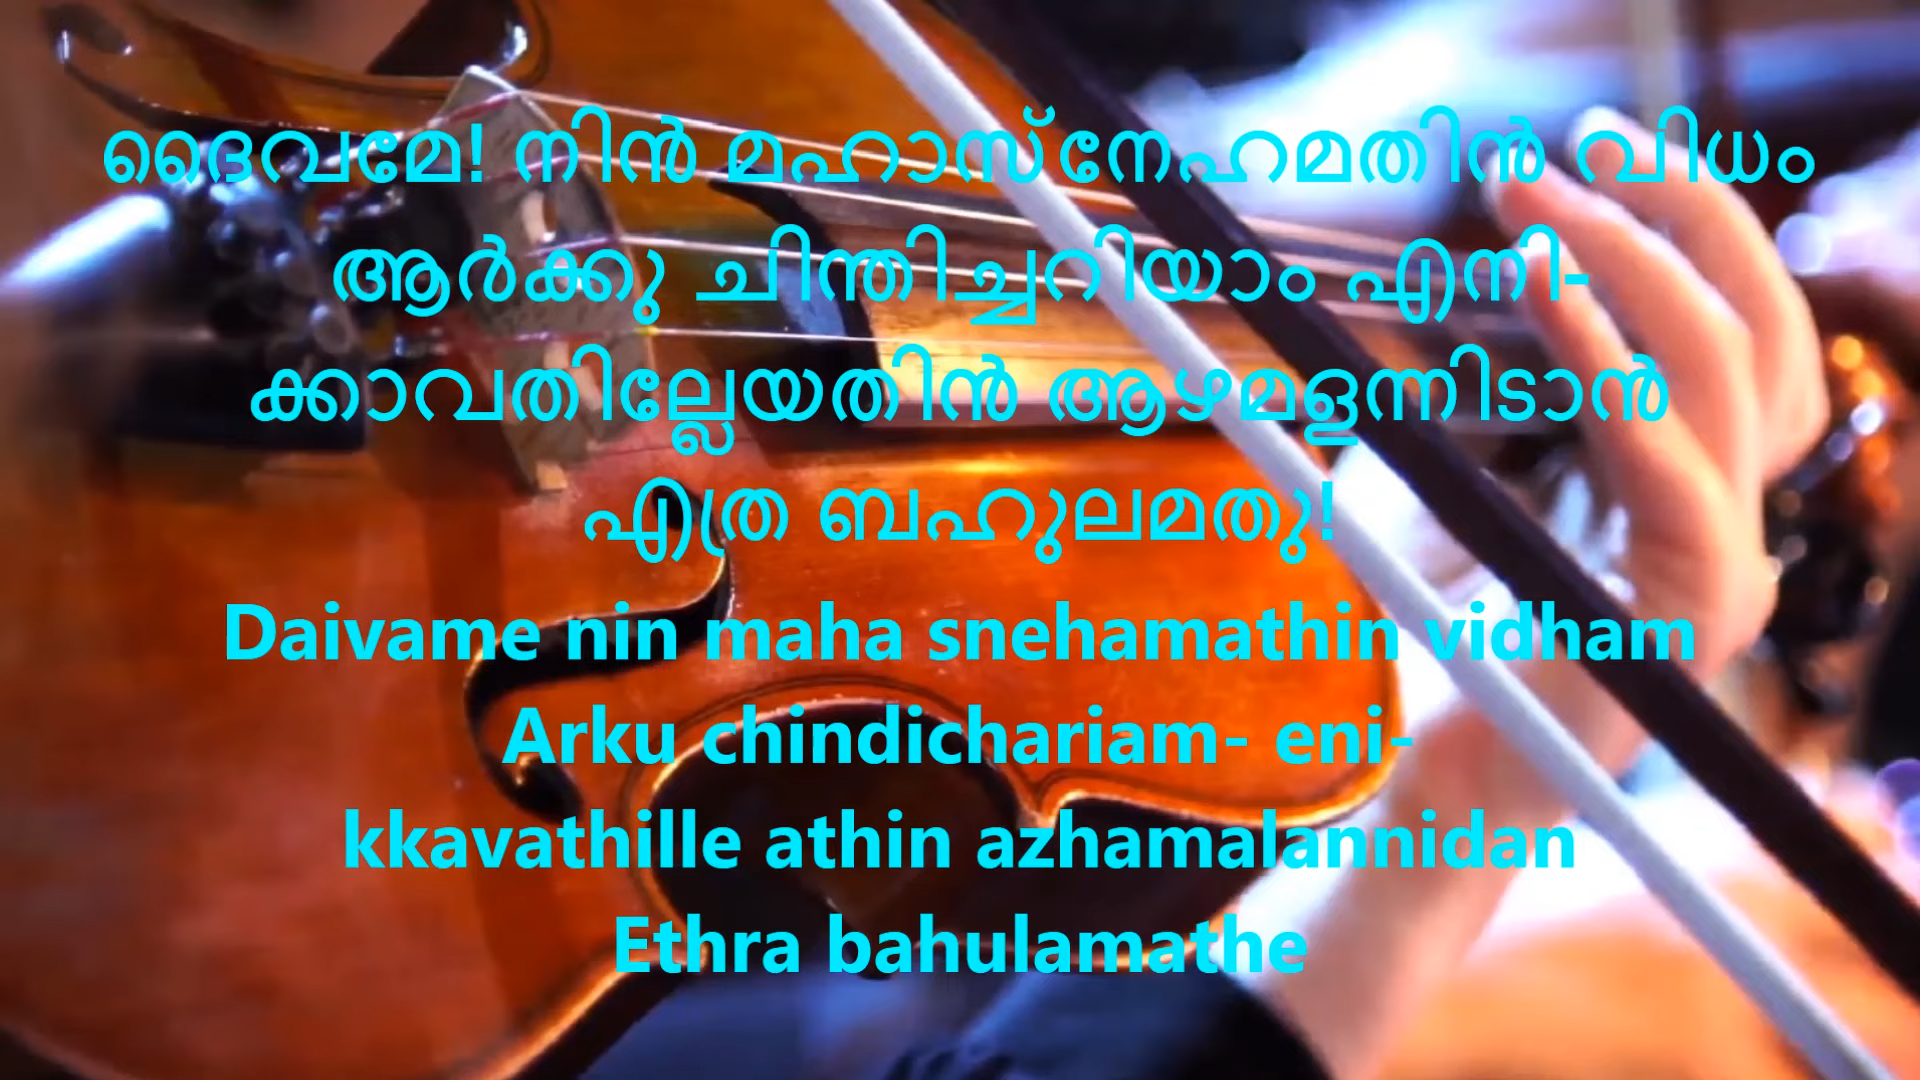 ദൈവമേ! നിൻ മഹാസ്നേഹമതിൻ വിധം
ആർക്കു ചിന്തിച്ചറിയാം എനി-
ക്കാവതില്ലേയതിൻ ആഴമളന്നിടാൻ
എത്ര ബഹുലമതു!
Daivame nin maha snehamathin vidham
Arku chindichariam- eni-
kkavathille athin azhamalannidan
Ethra bahulamathe